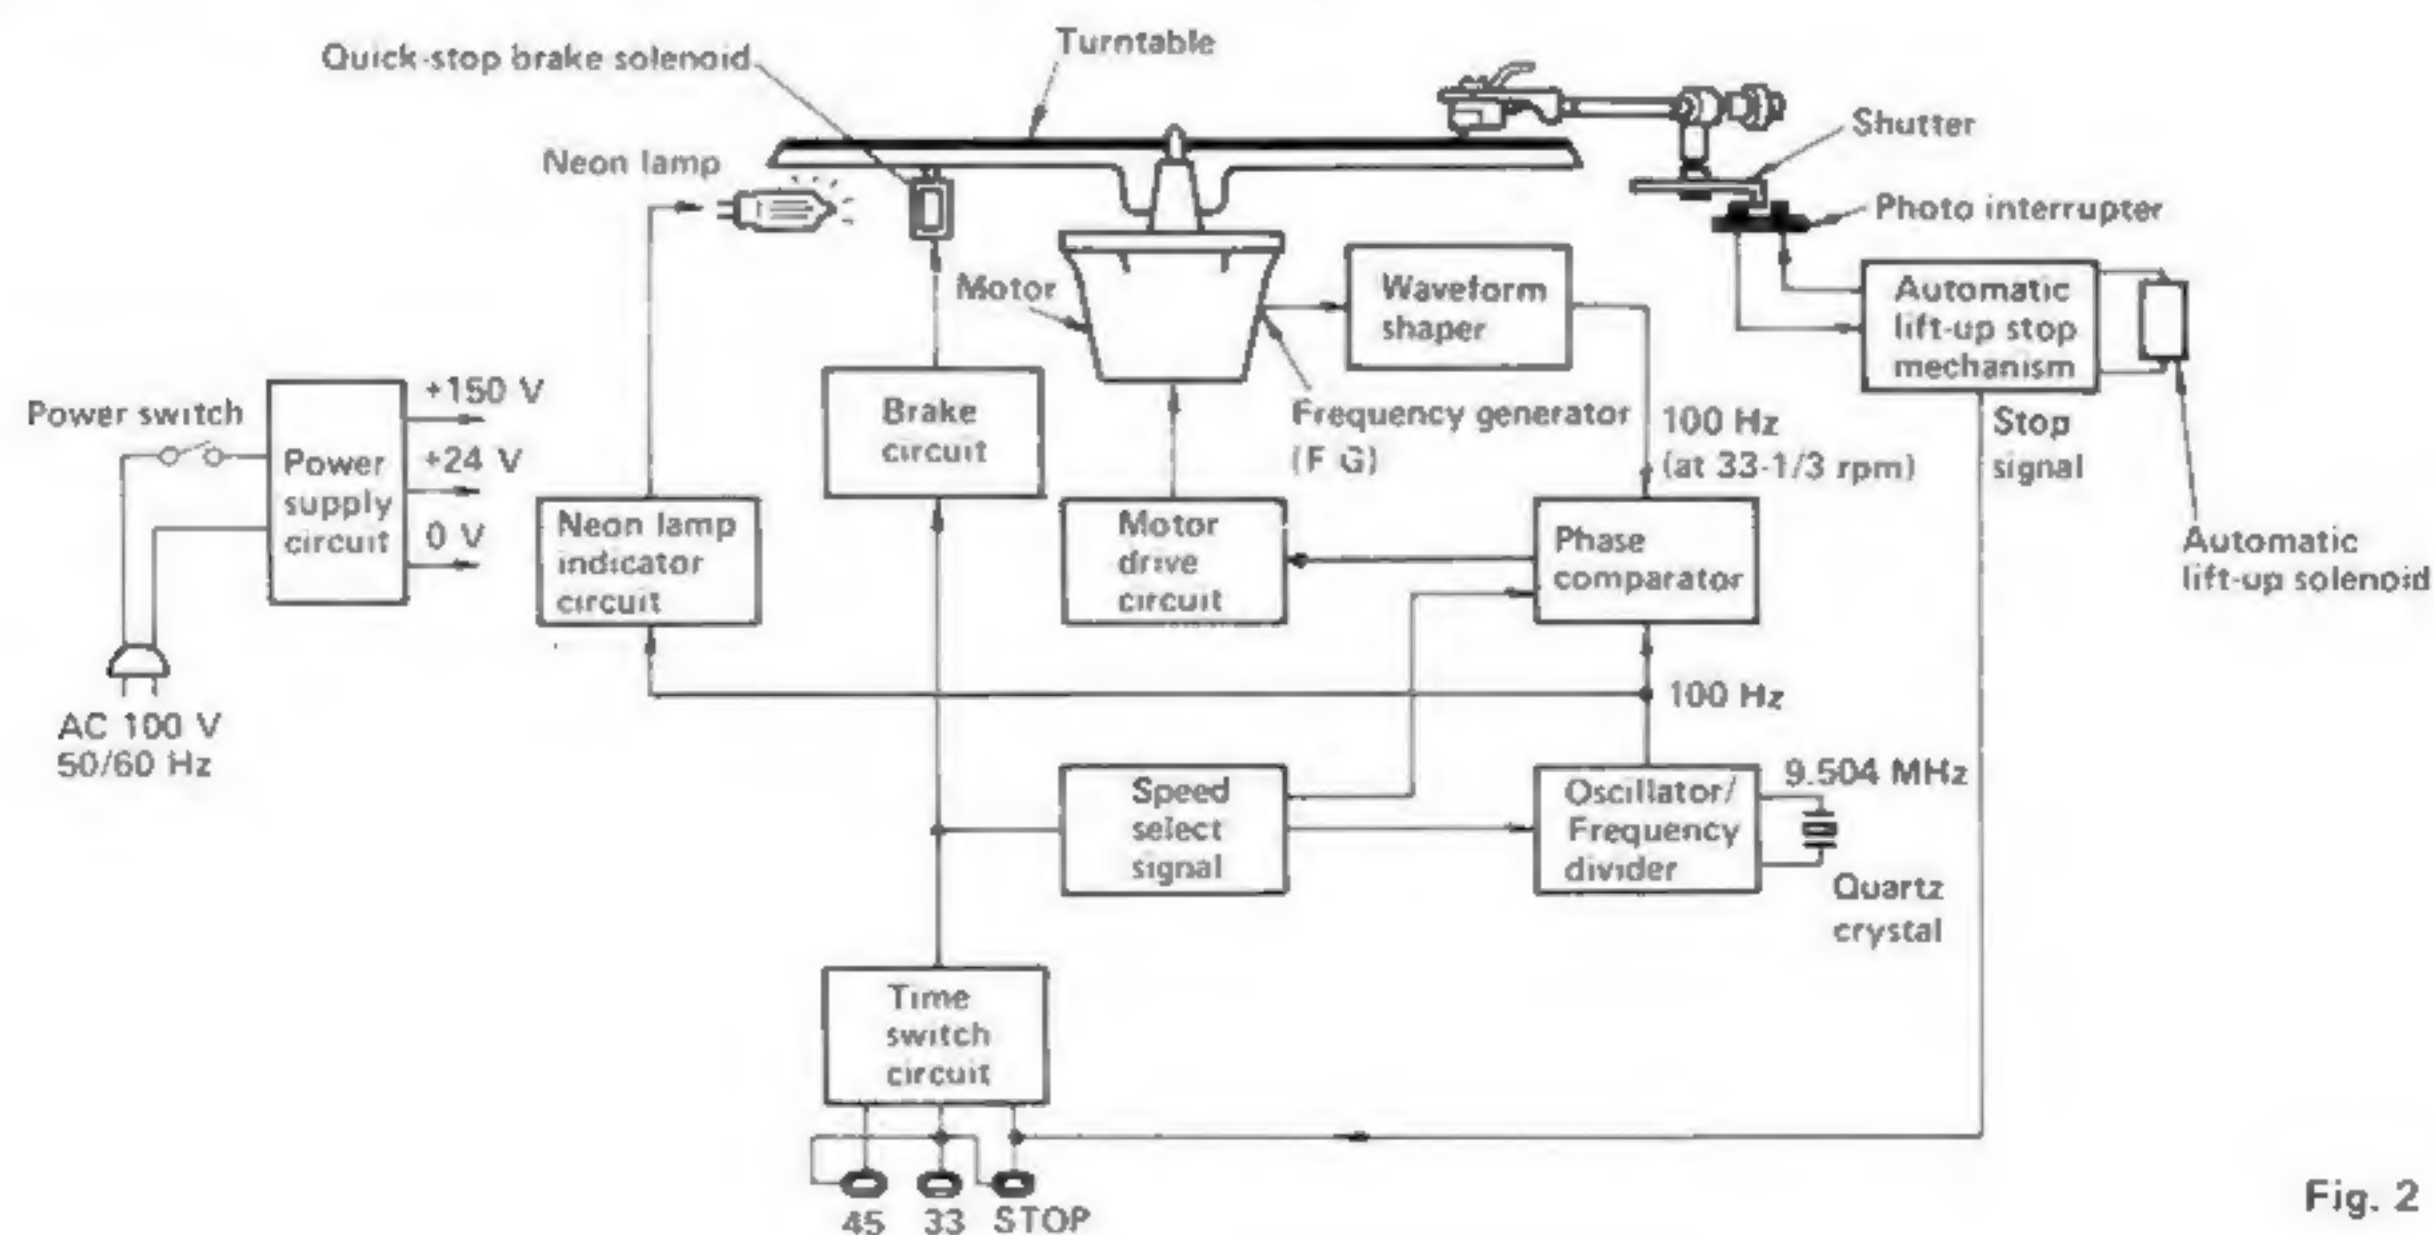 Quick-stop brake solenoid
Turntable
Neon lamp
Shutter
Photo interrupter
Motor
Waveform
shaper
Automatic
lift-up stop
mechanism
Power switch
Power
supply
circuit
+150 V
+24 V
0 V
Brake
circuit
Frequency generator
(F G)
100 Hz
(at 33-1/3 rpm)
Stop
signal
Neon lamp
indicator
circuit
Motor
drive
circuit
Phase
comparator
Automatic
lift-up solenoid
AC 100 V
50/60 Hz
100 Hz
Speed
select
signal
Oscillator/
Frequency
divider
9.504 MHz
Quartz
crystal
Time
switch
circuit
45
33
STOP
Fig. 2